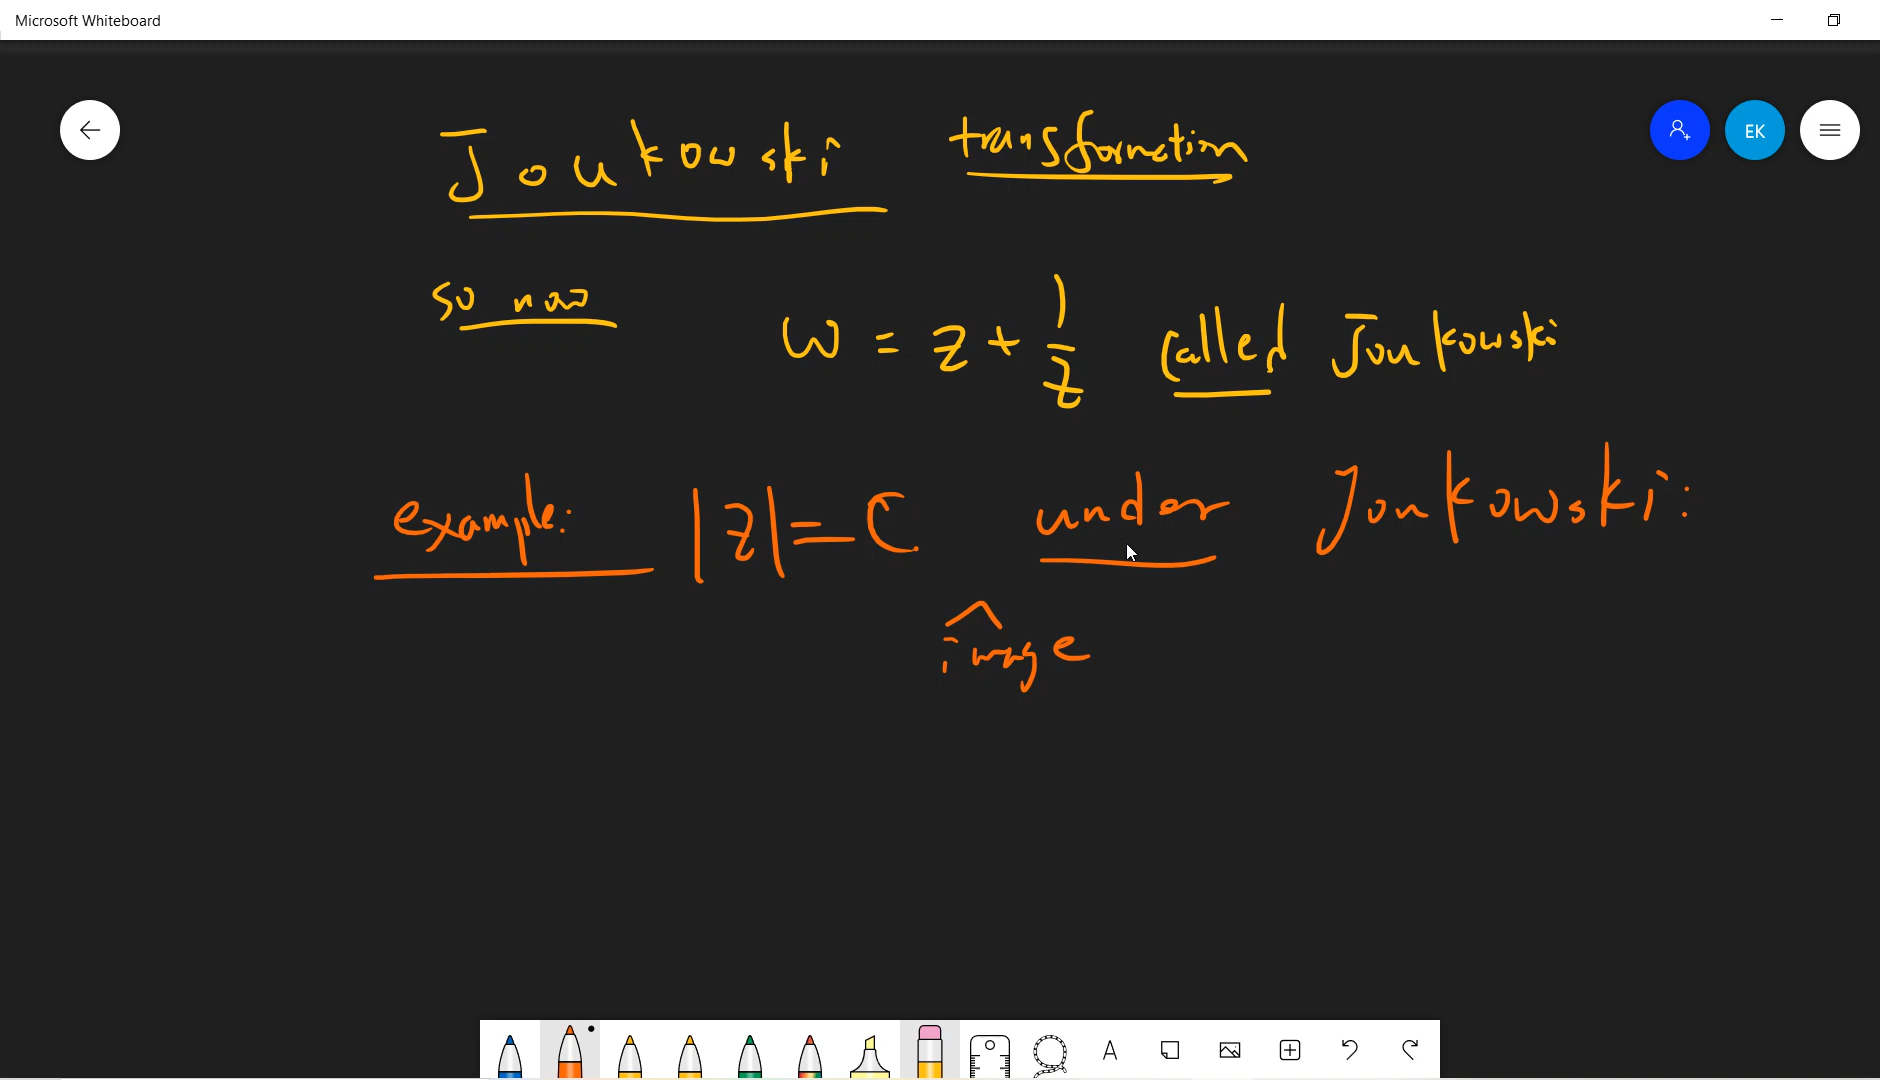 Microsoft Whiteboard
EK
Joukowski transformation
so now w = z + 1/z called Joukowski
example: |z| = C under Joukowski:
image
A